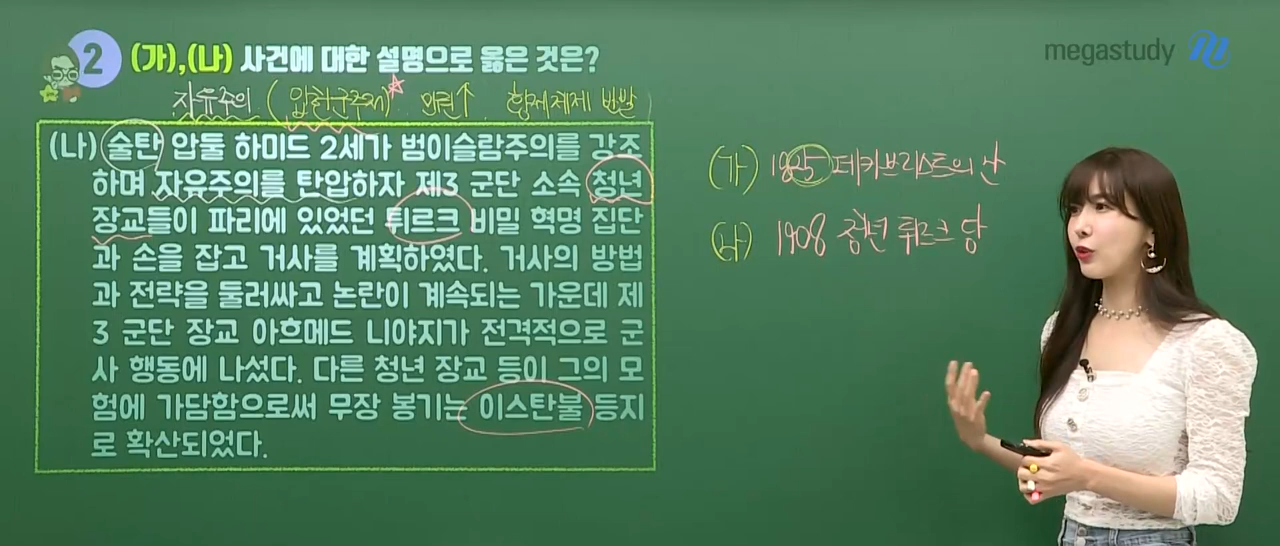 megastudy
2 (가),(나) 사건에 대한 설명으로 옳은 것은?
자유주의 (입헌군주제)* 의원↑ 황제체제 반발
(나) 술탄 압둘 하미드 2세가 범이슬람주의를 강조
하며 자유주의를 탄압하자 제3 군단 소속 청년
장교들이 파리에 있었던 튀르크 비밀 혁명 집단
과 손을 잡고 거사를 계획하였다. 거사의 방법
과 전략을 둘러싸고 논란이 계속되는 가운데 제
3 군단 장교 아흐메드 니야지가 전격적으로 군
사 행동에 나섰다. 다른 청년 장교 등이 그의 모
험에 가담함으로써 무장 봉기는 이스탄불 등지
로 확산되었다.
(가) 1825 데카브리스트의 난
(나) 1908 청년 튀르크 당